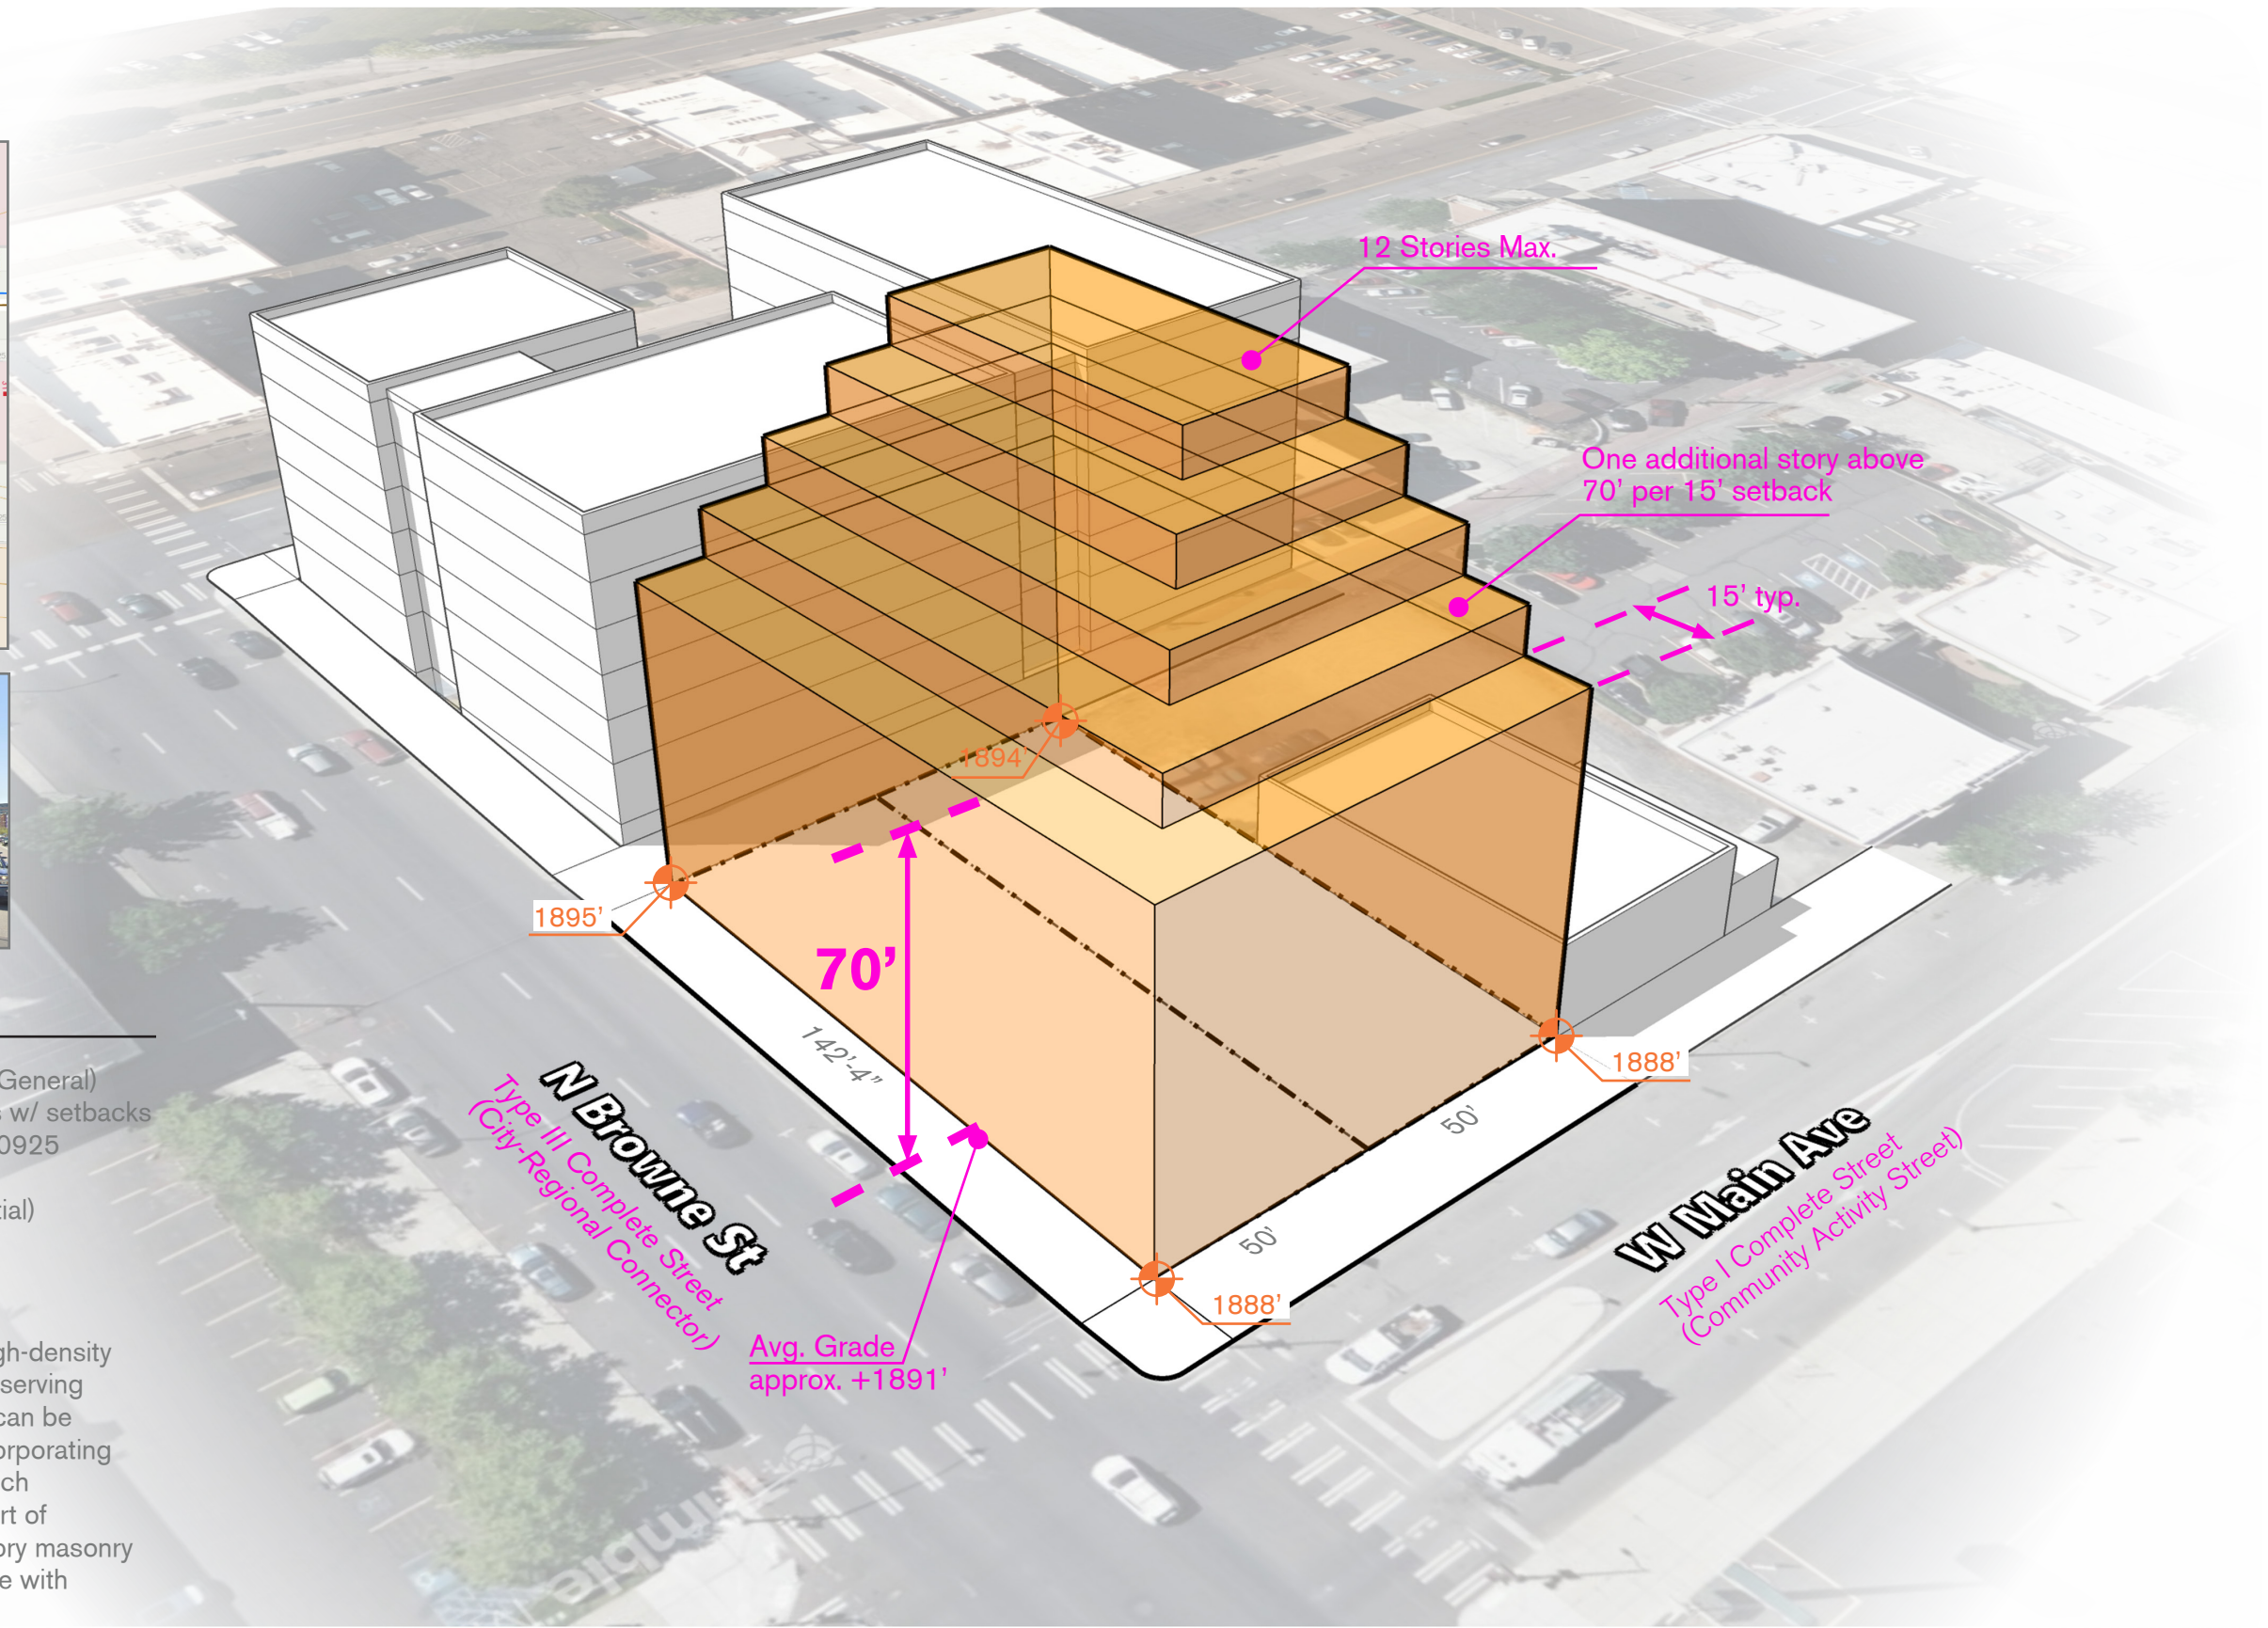 12 Stories Max.
One additional story above
70' per 15' setback
15' typ.
1894'
1895'
70'
142'-4"
1888'
50'
50'
1888'
N Browne St
Type III Complete Street
(City-Regional Connector)
W Main Ave
Type I Complete Street
(Community Activity Street)
Avg. Grade
approx. +1891'
General)
w/ setbacks
0925
tial)
gh-density
serving
can be
orporating
ch
rt of
ory masonry
e with